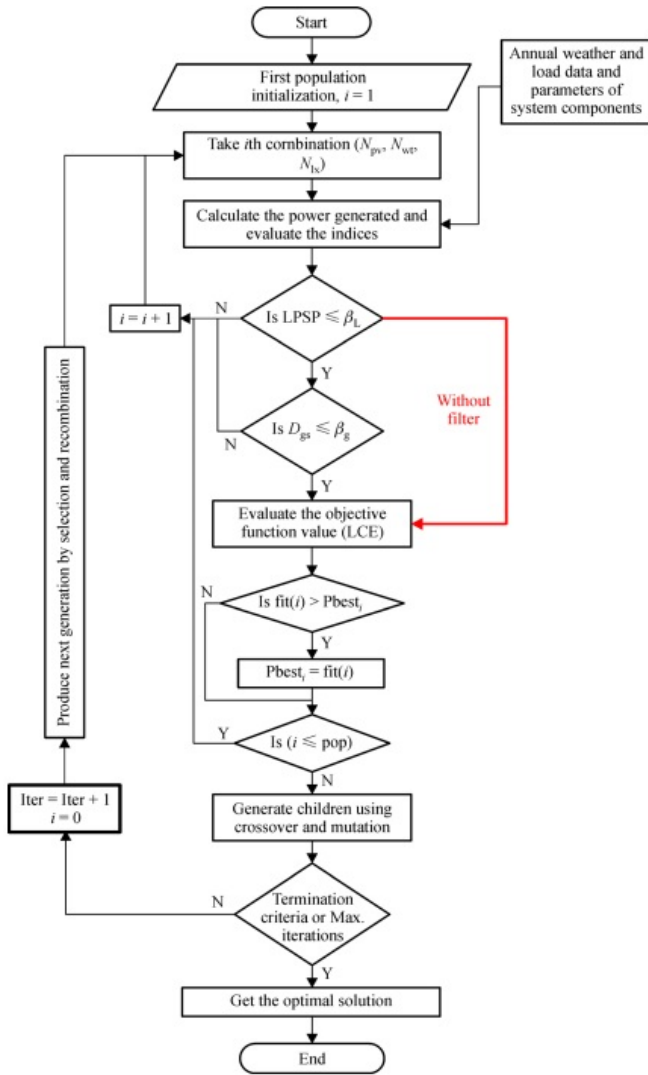 Start
First population
initialization, i = 1
Annual weather and
load data and
parameters of
system components
Take ith cornbination (Npv, Nwt,
Nlx)
Calculate the power generated and
evaluate the indices
N
i = i + 1
Is LPSP ≤ βL
Y
Without
filter
N
Is Dgs ≤ βg
Y
Evaluate the objective
function value (LCE)
N
Is fit(i) > Pbesti
Y
Pbesti = fit(i)
Y
Is (i ≤ pop)
N
Produce next generation by selection and recombination
Iter = Iter + 1
i = 0
Generate children using
crossover and mutation
N
Termination
criteria or Max.
iterations
Y
Get the optimal solution
End